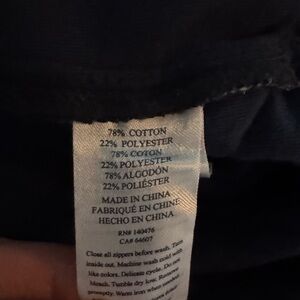 78% COTTON
22% POLYESTER
78% COTON
22% POLYESTER
78% ALGODÓN
22% POLIÉSTER
MADE IN CHINA
FABRIQUÉ EN CHINE
HECHO EN CHINA
RN# 140476
CA# 64607
Close all zippers before wash. Turn
inside out. Machine wash cold with
like colors. Delicate cycle. Do not
bleach. Tumble dry low. Remove
promptly. Warm iron when needed.